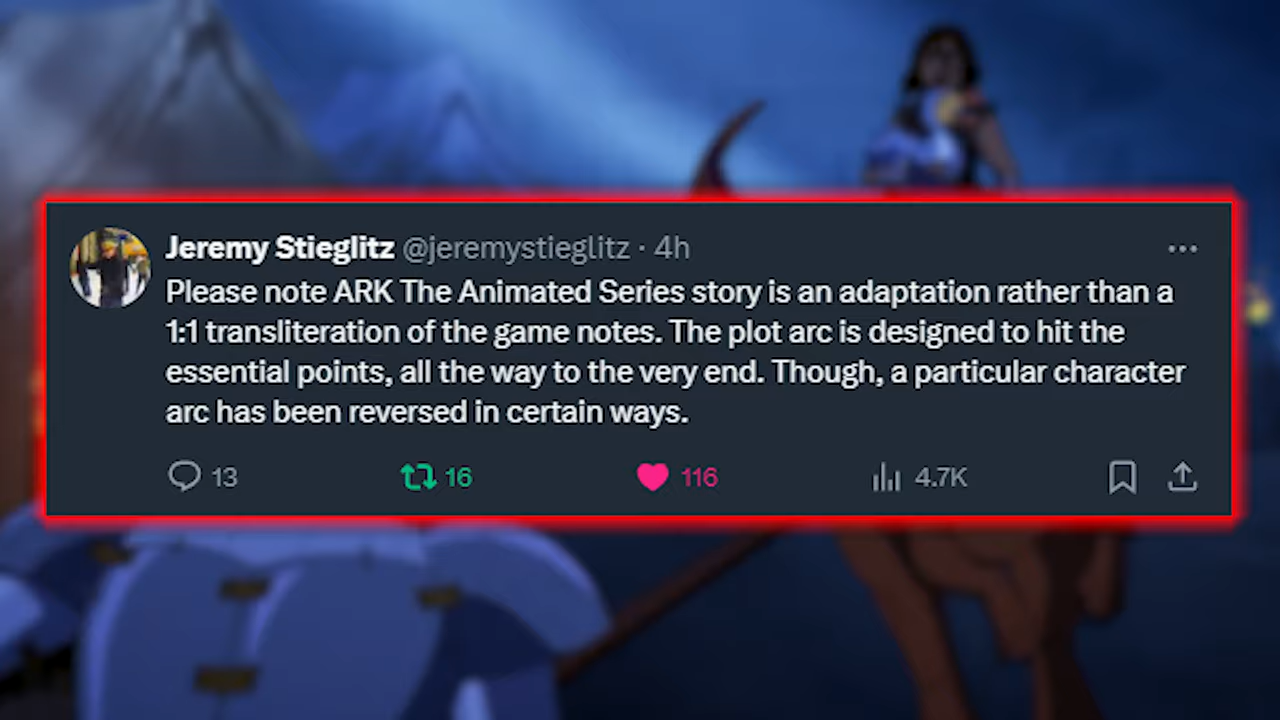 Jeremy Stieglitz @jeremystieglitz · 4h
Please note ARK The Animated Series story is an adaptation rather than a
1:1 transliteration of the game notes. The plot arc is designed to hit the
essential points, all the way to the very end. Though, a particular character
arc has been reversed in certain ways.
13 16 116 4.7K